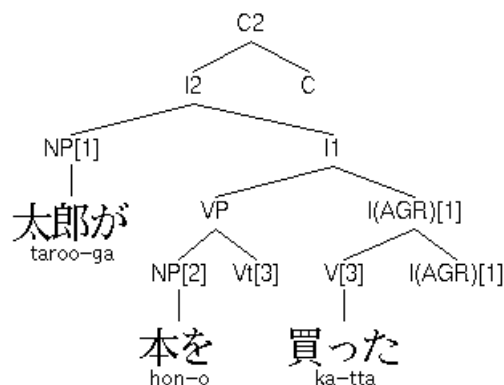 C2
I2 C
NP[1] I1
太郎が VP I(AGR)[1]
taroo-ga
NP[2] Vt[3] V[3] I(AGR)[1]
本を 買った
hon-o ka-tta